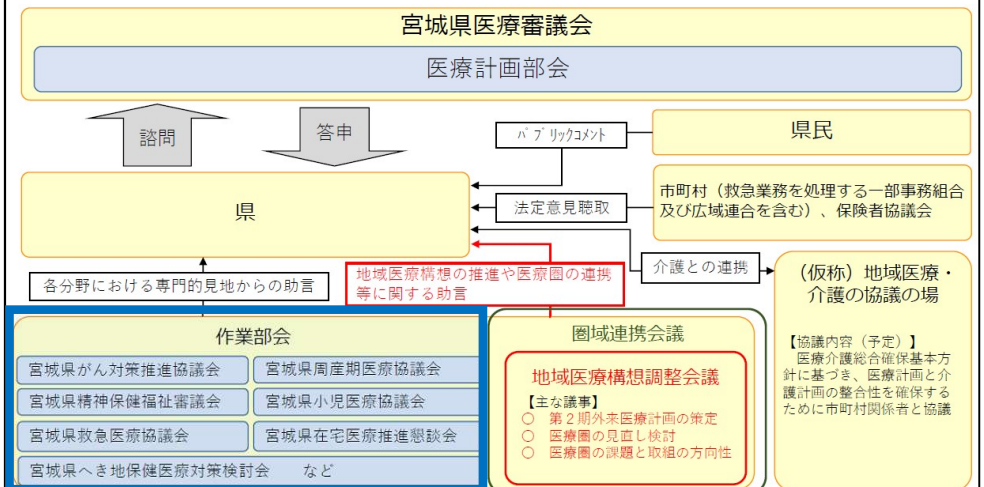 宮城県医療審議会
医療計画部会
諮問
答申
パブリックコメント
県民
県
法定意見聴取
市町村（救急業務を処理する一部事務組合
及び広域連合を含む）、保険者協議会
各分野における専門的見地からの助言
地域医療構想の推進や医療圏の連携
等に関する助言
介護との連携
（仮称）地域医療・
介護の協議の場
【協議内容（予定）】
医療介護総合確保基本方
針に基づき、医療計画と介
護計画の整合性を確保する
ために市町村関係者と協議
作業部会
宮城県がん対策推進協議会
宮城県周産期医療協議会
宮城県精神保健福祉審議会
宮城県小児医療協議会
宮城県救急医療協議会
宮城県在宅医療推進懇談会
宮城県へき地保健医療対策検討会　など
圏域連携会議
地域医療構想調整会議
【主な議事】
○　第２期外来医療計画の策定
○　医療圏の見直し検討
○　医療圏の課題と取組の方向性